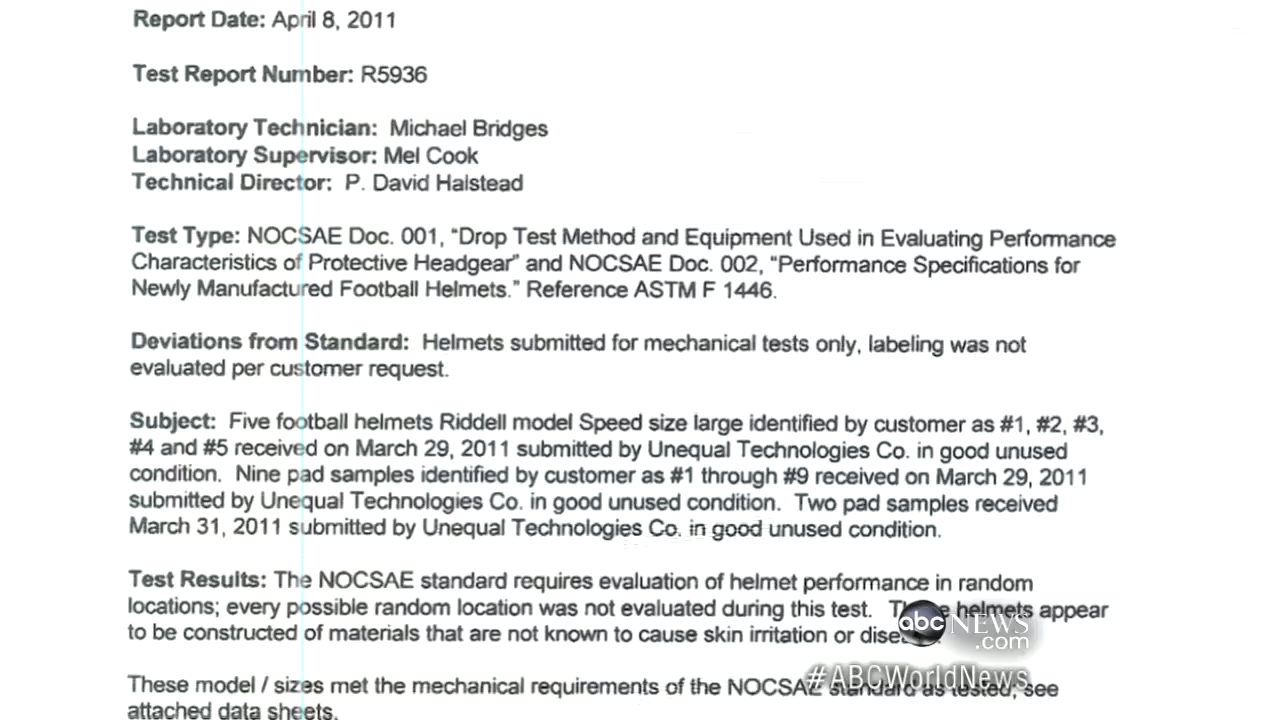 Report Date: April 8, 2011
Test Report Number: R5936
Laboratory Technician: Michael Bridges
Laboratory Supervisor: Mel Cook
Technical Director: P. David Halstead
Test Type: NOCSAE Doc. 001, “Drop Test Method and Equipment Used in Evaluating Performance
Characteristics of Protective Headgear” and NOCSAE Doc. 002, “Performance Specifications for
Newly Manufactured Football Helmets.” Reference ASTM F 1446.
Deviations from Standard: Helmets submitted for mechanical tests only, labeling was not
evaluated per customer request.
Subject: Five football helmets Riddell model Speed size large identified by customer as #1, #2, #3,
#4 and #5 received on March 29, 2011 submitted by Unequal Technologies Co. in good unused
condition. Nine pad samples identified by customer as #1 through #9 received on March 29, 2011
submitted by Unequal Technologies Co. in good unused condition. Two pad samples received
March 31, 2011 submitted by Unequal Technologies Co. in good unused condition.
Test Results: The NOCSAE standard requires evaluation of helmet performance in random
locations; every possible random location was not evaluated during this test. helmets appear
to be constructed of materials that are not known to cause skin irritation or
abc NEWS
.com
#ABCWorldNews
These model / sizes met the mechanical requirements of the NOCSAE standard as tested, see
attached data sheets.